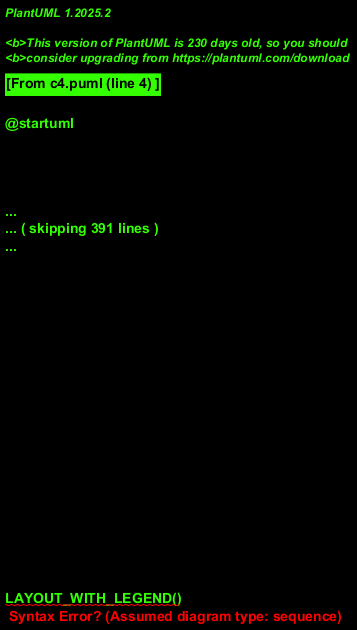 PlantUML 1.2025.2
<b>This version of PlantUML is 230 days old, so you should
<b>consider upgrading from https://plantuml.com/download
[From c4.puml (line 4) ]
@startuml
...
... ( skipping 391 lines )
...
LAYOUT_WITH_LEGEND()
Syntax Error? (Assumed diagram type: sequence)